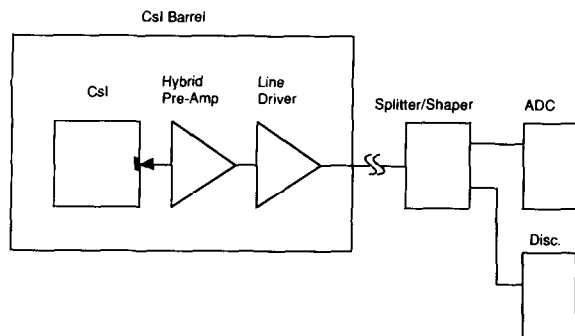 CsI Barrel
CsI
Hybrid
Pre-Amp
Line
Driver
Splitter/Shaper
ADC
Disc.